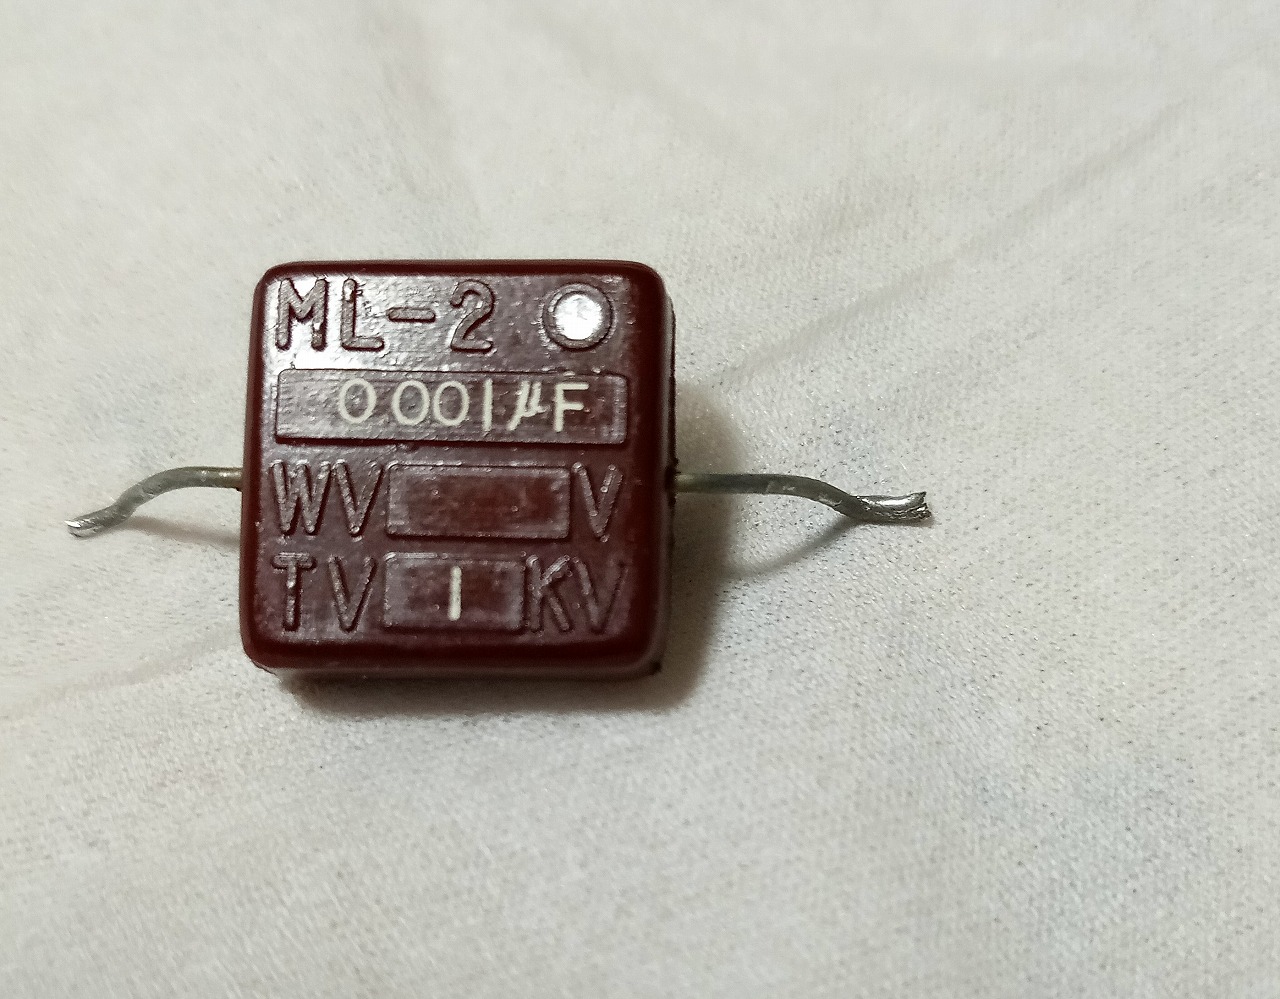 ML-2
0.001μF
WV V
TV 1 KV